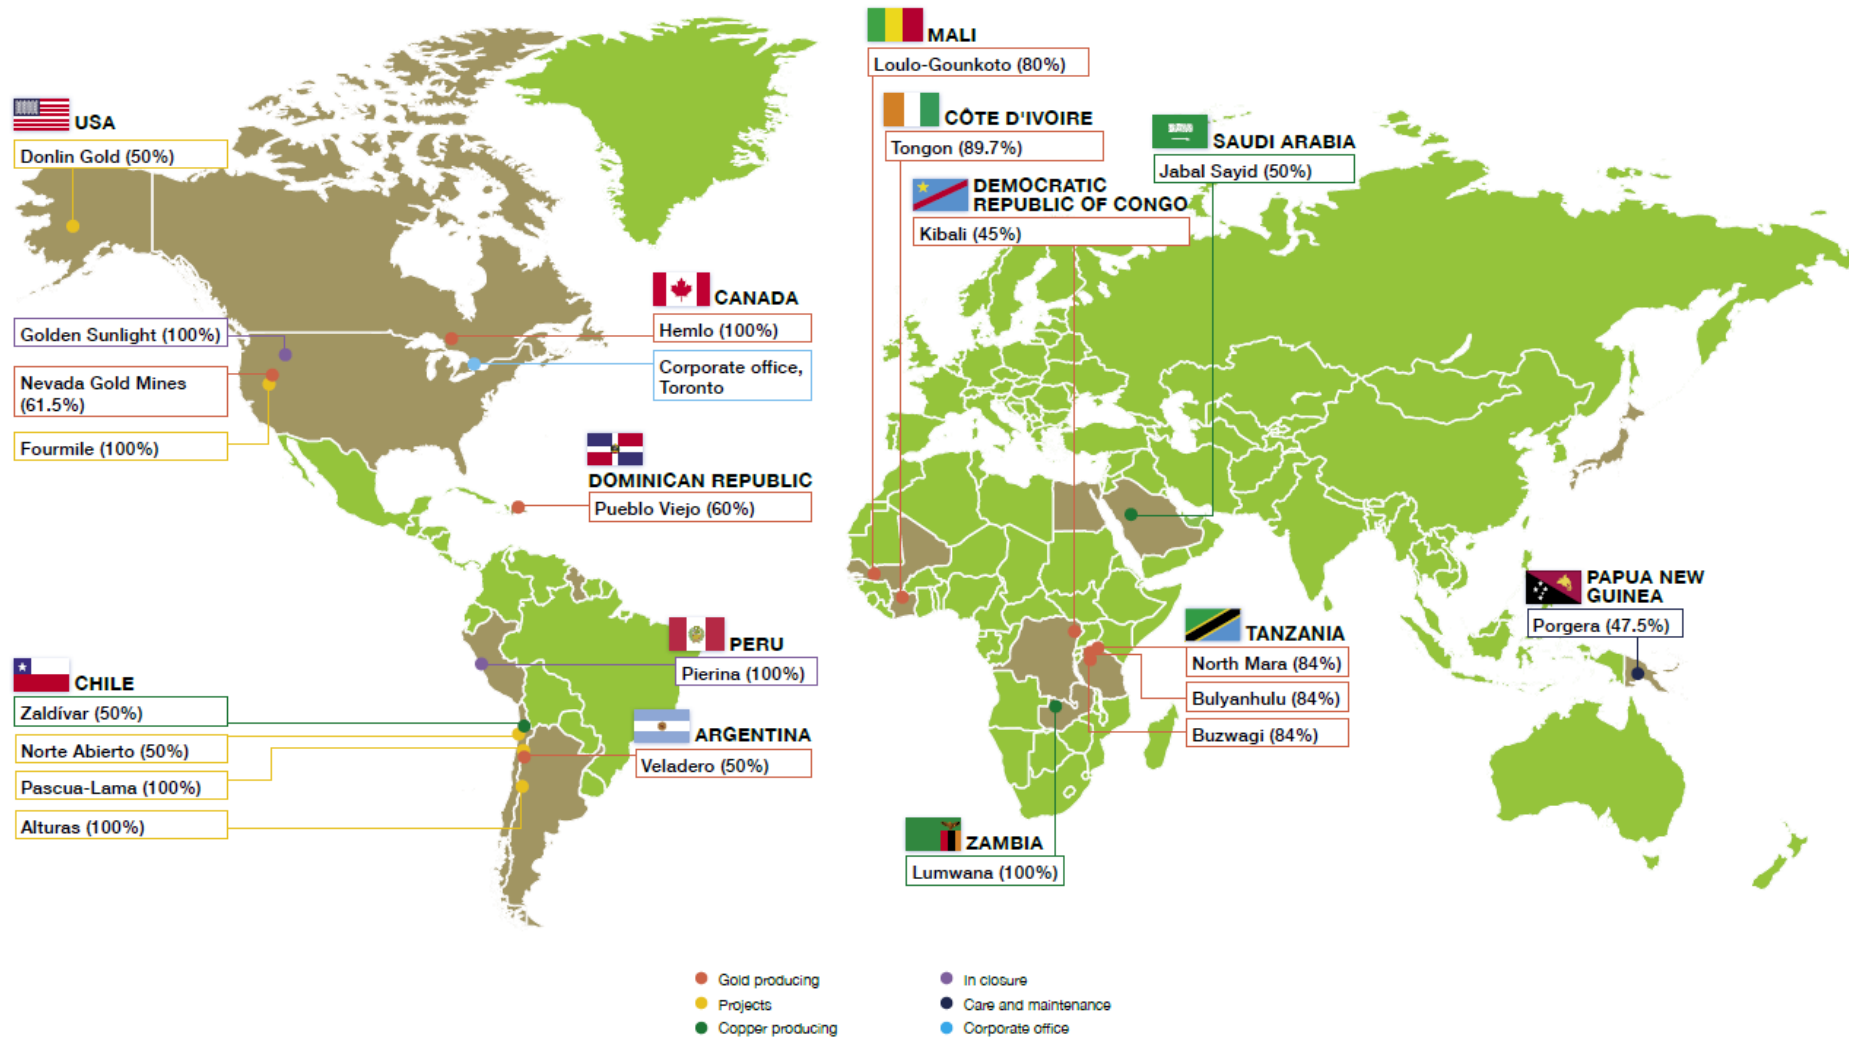 USA
Donlin Gold (50%)
Golden Sunlight (100%)
Nevada Gold Mines
(61.5%)
Fourmile (100%)
CANADA
Hemlo (100%)
Corporate office,
Toronto
DOMINICAN REPUBLIC
Pueblo Viejo (60%)
PERU
Pierina (100%)
CHILE
Zaldívar (50%)
Norte Abierto (50%)
Pascua-Lama (100%)
Alturas (100%)
ARGENTINA
Veladero (50%)
MALI
Loulo-Gounkoto (80%)
CÔTE D'IVOIRE
Tongon (89.7%)
DEMOCRATIC
REPUBLIC OF CONGO
Kibali (45%)
SAUDI ARABIA
Jabal Sayid (50%)
TANZANIA
North Mara (84%)
Bulyanhulu (84%)
Buzwagi (84%)
ZAMBIA
Lumwana (100%)
PAPUA NEW
GUINEA
Porgera (47.5%)
Gold producing
Projects
Copper producing
In closure
Care and maintenance
Corporate office